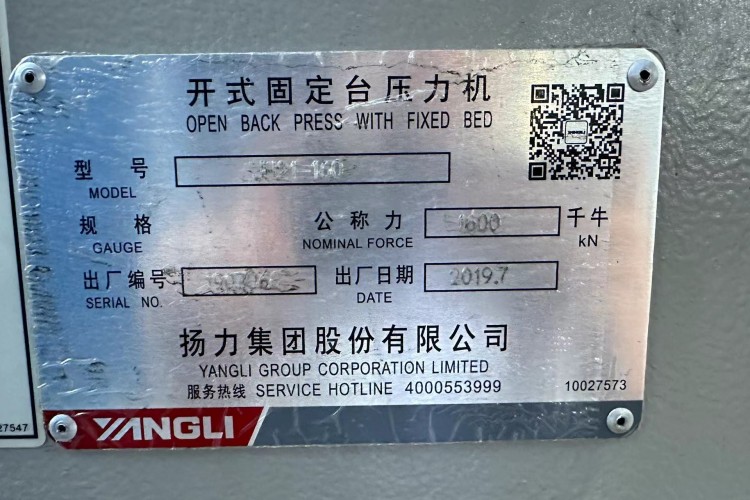 开式固定台压力机
OPEN BACK PRESS WITH FIXED BED
型号
MODEL
规格 公称力 1600 千牛
GAUGE NOMINAL FORCE kN
出厂编号 出厂日期 2019.7
SERIAL NO. DATE
扬力集团股份有限公司
YANGLI GROUP CORPORATION LIMITED
服务热线 SERVICE HOTLINE 4000553999 10027573
YANGLI
27547